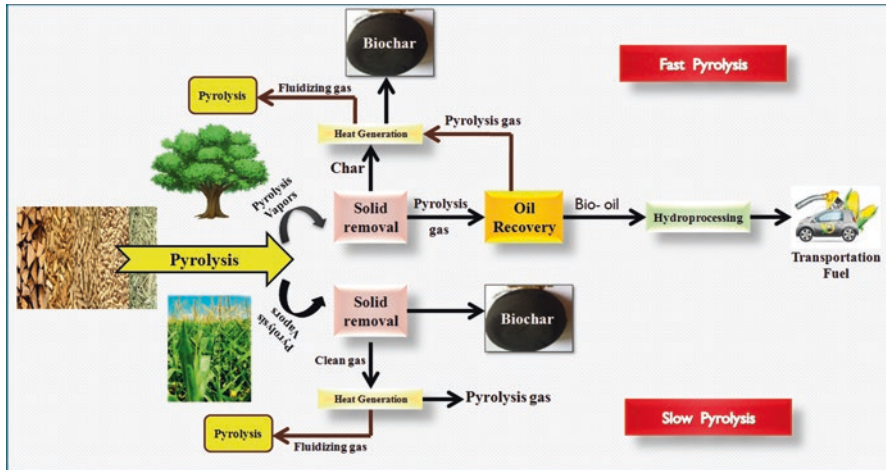 Biochar
Fast Pyrolysis
Pyrolysis
Fluidizing gas
Heat Generation
Pyrolysis gas
Char
Pyrolysis
Vapors
Solid
removal
Pyrolysis
gas
Oil
Recovery
Bio- oil
Hydroprocessing
Transportation
Fuel
Pyrolysis
Pyrolysis
Vapors
Solid
removal
Biochar
Clean gas
Heat Generation
Pyrolysis gas
Pyrolysis
Fluidizing gas
Slow Pyrolysis